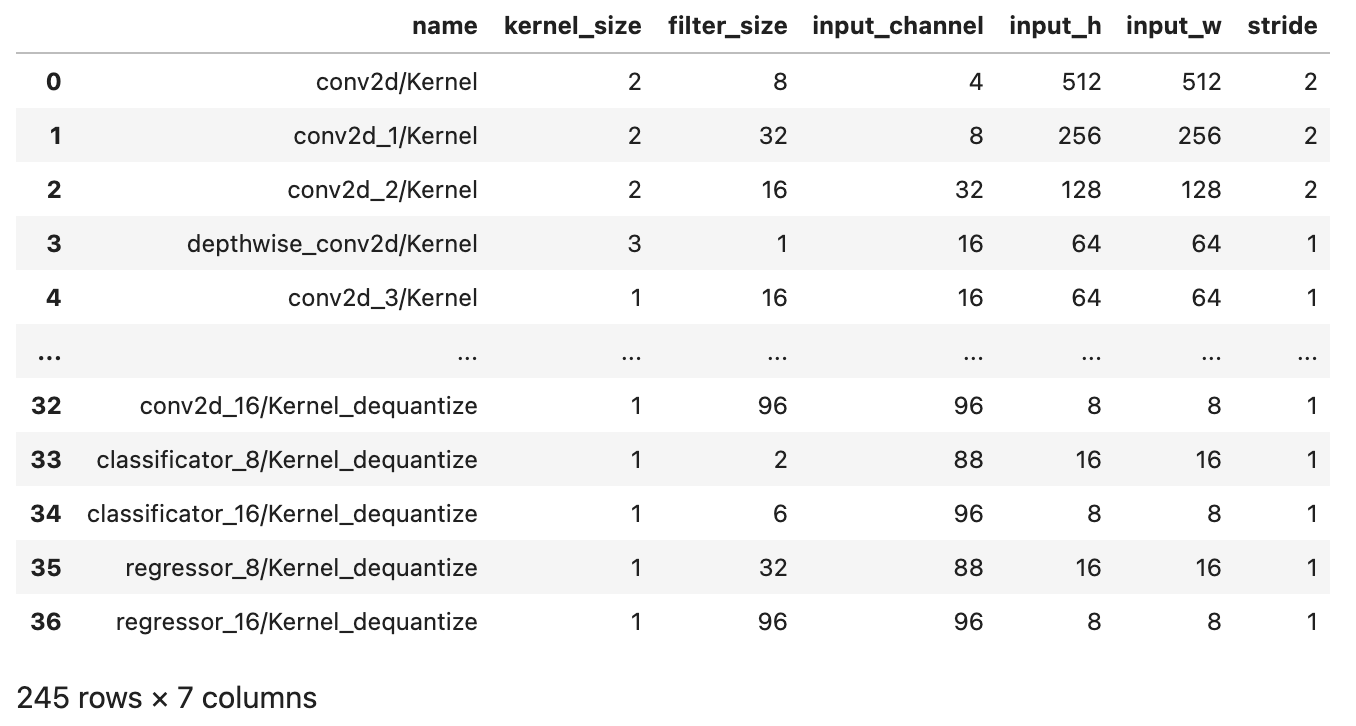 name kernel_size filter_size input_channel input_h input_w stride
0 conv2d/Kernel 2 8 4 512 512 2
1 conv2d_1/Kernel 2 32 8 256 256 2
2 conv2d_2/Kernel 2 16 32 128 128 2
3 depthwise_conv2d/Kernel 3 1 16 64 64 1
4 conv2d_3/Kernel 1 16 16 64 64 1
... ... ... ... ... ... ... ...
32 conv2d_16/Kernel_dequantize 1 96 96 8 8 1
33 classificator_8/Kernel_dequantize 1 2 88 16 16 1
34 classificator_16/Kernel_dequantize 1 6 96 8 8 1
35 regressor_8/Kernel_dequantize 1 32 88 16 16 1
36 regressor_16/Kernel_dequantize 1 96 96 8 8 1
245 rows × 7 columns